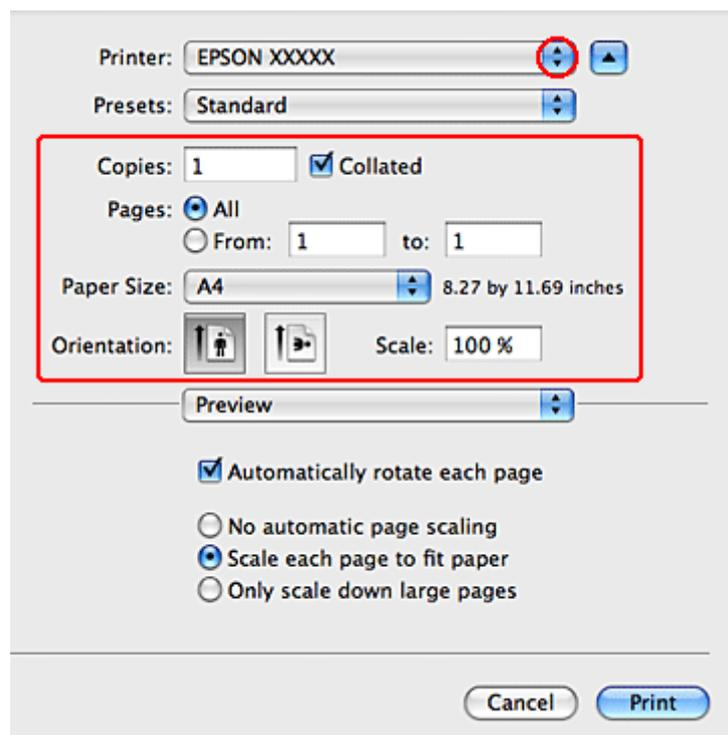 Printer: EPSON XXXXX
Presets: Standard
Copies: 1 Collated
Pages: All
From: 1 to: 1
Paper Size: A4 8.27 by 11.69 inches
Orientation: Scale: 100 %
Preview
Automatically rotate each page
No automatic page scaling
Scale each page to fit paper
Only scale down large pages
Cancel Print